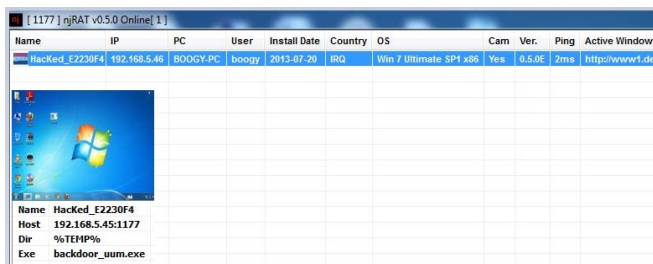 nj [ 1177 ] njRAT v0.5.0 Online[ 1 ]
Name IP PC User Install Date Country OS Cam Ver. Ping Active Window
HacKed_E2230F4 192.168.5.46 BOOGY-PC boogy 2013-07-20 IRQ Win 7 Ultimate SP1 x86 Yes 0.5.0E 2ms http://www1.de
Name HacKed_E2230F4
Host 192.168.5.45:1177
Dir %TEMP%
Exe backdoor_uum.exe